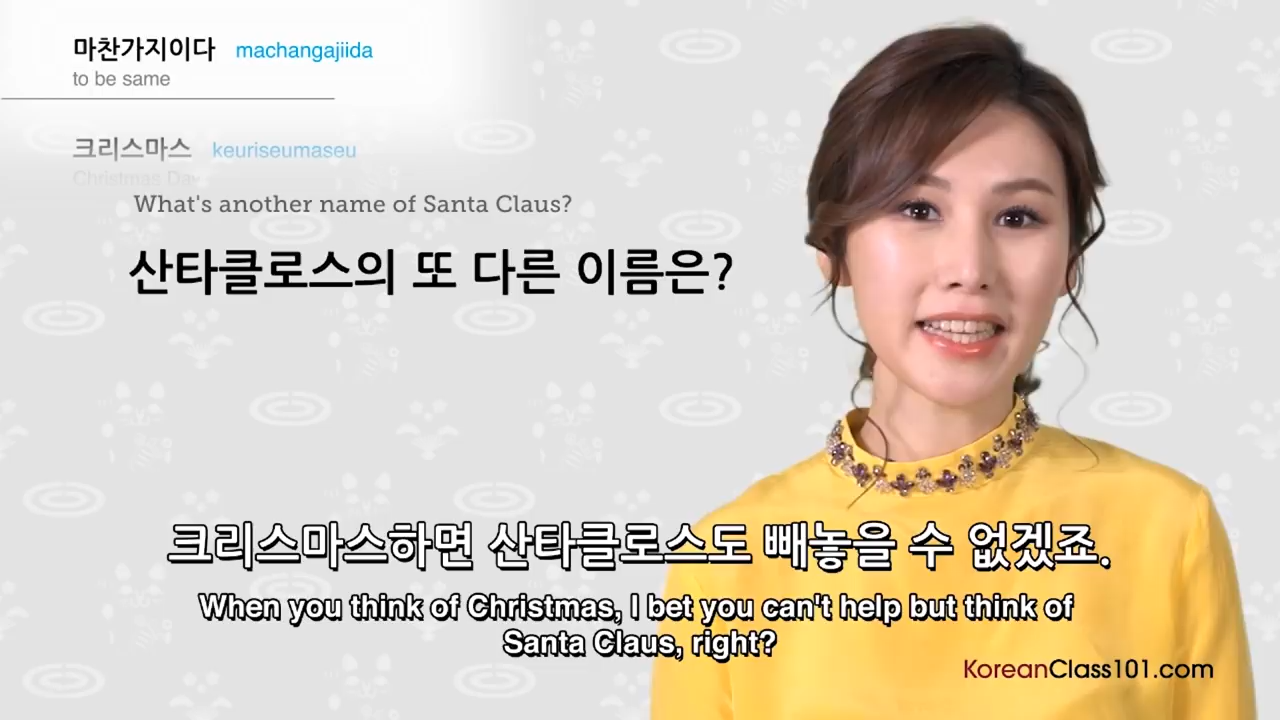 마찬가지이다 machangajiida
to be same
크리스마스 keuriseumaseu
Christmas Day
What's another name of Santa Claus?
산타클로스의 또 다른 이름은?
크리스마스하면 산타클로스도 빼놓을 수 없겠죠.
When you think of Christmas, I bet you can't help but think of
Santa Claus, right?
KoreanClass101.com